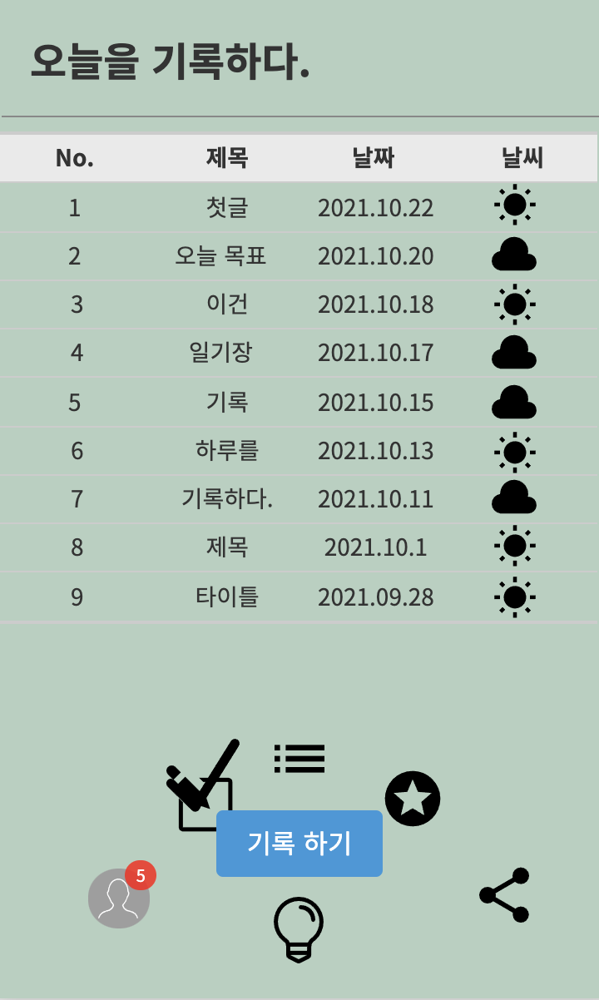 오늘을 기록하다.
No. 제목 날짜 날씨
1 첫글 2021.10.22
2 오늘 목표 2021.10.20
3 이건 2021.10.18
4 일기장 2021.10.17
5 기록 2021.10.15
6 하루를 2021.10.13
7 기록하다. 2021.10.11
8 제목 2021.10.1
9 타이틀 2021.09.28
기록 하기
5